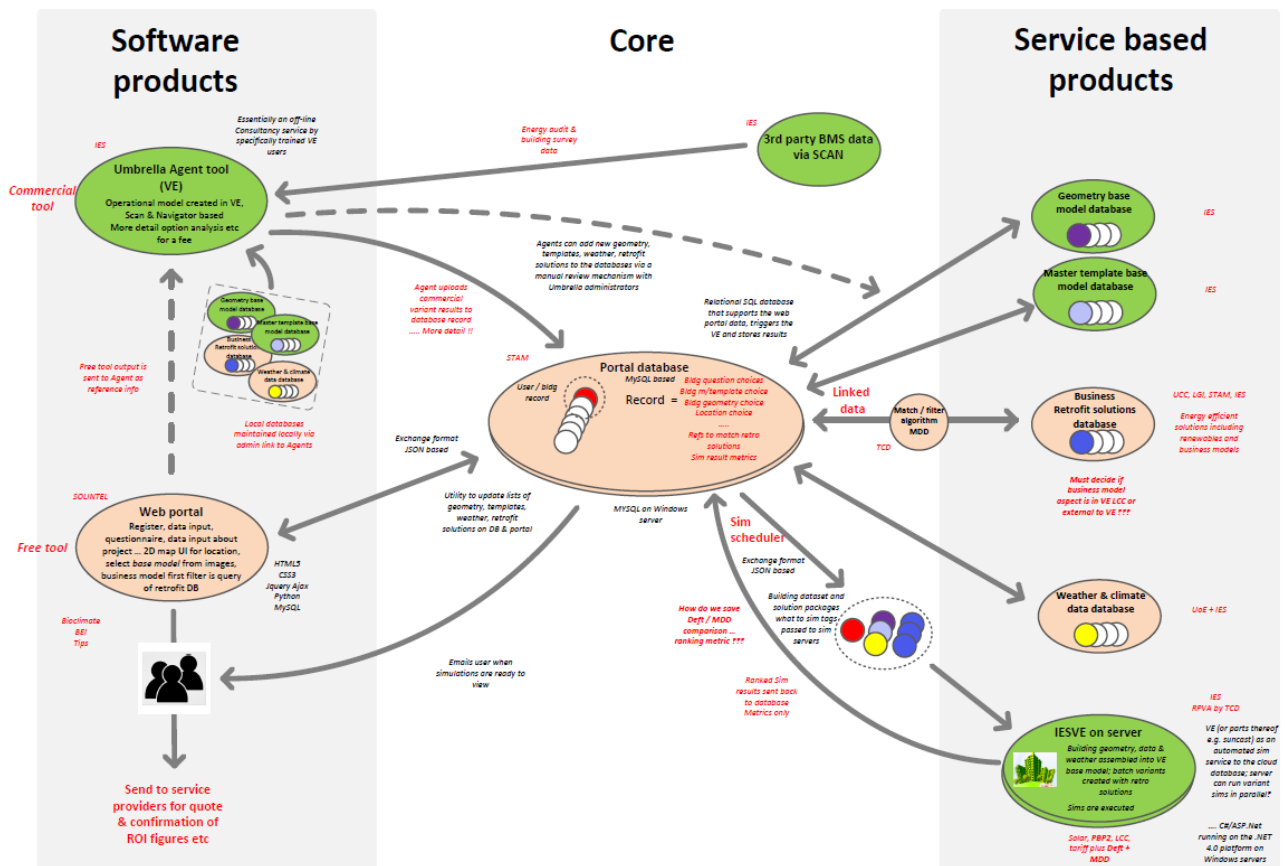 Software
products
Core
Service based
products
IES
Essentially an off-line
Consultancy service by
specifically trained VE
users
Commercial
tool
Umbrella Agent tool
(VE)
Operational model created in VE,
Scan & Navigator based
More detail option analysis etc
for a fee
Energy audit &
building survey
data
IES
3rd party BMS data
via SCAN
Geometry base
model database
IES
Master template base
model database
IES
Agents can add new geometry,
templates, weather, retrofit
solutions to the databases via a
manual review mechanism with
Umbrella administrators
Agent uploads
commercial
variant results to
database record
..... More detail !!
Relational SQL database
that supports the web
portal data, triggers the
VE and stores results
Geometry base
model database
Master template base
model database
Business
Retrofit solutions
database
Weather & climate
data database
Free tool output is
sent to Agent as
reference info
Local databases
maintained locally via
admin link to Agents
STAM
Portal database
User / bldg
record
MySQL based
Record =
Bldg question choices
Bldg m/template choice
Bldg geometry choice
Location choice
.....
Refs to match retro
solutions
Sim result metrics
MYSQL on Windows
server
Linked
data
Match / filter
algorithm
MDD
TCD
Business
Retrofit solutions
database
UCC, LGI, STAM, IES
Energy efficient
solutions including
renewables and
business models
Must decide if
business model
aspect is in VE LCC or
external to VE ???
Exchange format
JSON based
Utility to update lists of
geometry, templates,
weather, retrofit
solutions on DB & portal
SOLINTEL
Free tool
Web portal
Register, data input,
questionnaire, data input about
project ... 2D map UI for location,
select base model from images,
business model first filter is query
of retrofit DB
HTML5
CSS3
Jquery Ajax
Python
MySQL
Bioclimate
BEI
Tips
Emails user when
simulations are ready to
view
Send to service
providers for quote
& confirmation of
ROI figures etc
Sim
scheduler
Exchange format
JSON based
Building dataset and
solution packages
what to sim tags
passed to sim
servers
How do we save
Deft / MDD
comparison ...
ranking metric ???
Ranked Sim
results sent back
to database
Metrics only
Weather & climate
data database
UoE + IES
IES
RPVA by TCD
IESVE on server
Building geometry, data &
weather assembled into VE
base model; batch variants
created with retro
solutions
Sims are executed
VE (or parts thereof
e.g. suncast) as an
automated sim
service to the cloud
database; server
can run variant
sims in parallel?
.... C#/ASP.Net
running on the .NET
4.0 platform on
Windows servers
Solar, PBP2, LCC,
tariff plus Deft +
MDD